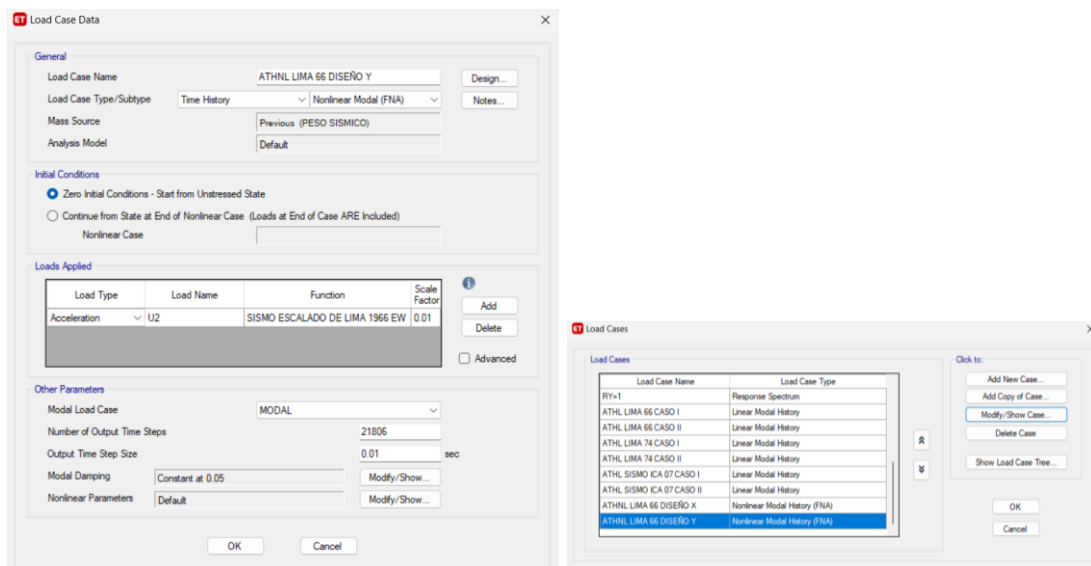 ET Load Case Data
General
Load Case Name ATHNL LIMA 66 DISEÑO Y Design...
Load Case Type/Subtype Time History Nonlinear Modal (FNA) Notes...
Mass Source Previous (PESO SISMICO)
Analysis Model Default
Initial Conditions
Zero Initial Conditions - Start from Unstressed State
Continue from State at End of Nonlinear Case (Loads at End of Case ARE Included)
Nonlinear Case
Loads Applied
Load Type Load Name Function Scale Factor
Acceleration U2 SISMO ESCALADO DE LIMA 1966 EW 0.01
Add
Delete
Advanced
Other Parameters
Modal Load Case MODAL
Number of Output Time Steps 21806
Output Time Step Size 0.01 sec
Modal Damping Constant at 0.05 Modify/Show...
Nonlinear Parameters Default Modify/Show...
OK Cancel
ET Load Cases
Load Cases
Load Case Name Load Case Type
RY=1 Response Spectrum
ATHL LIMA 66 CASO I Linear Modal History
ATHL LIMA 66 CASO II Linear Modal History
ATHL LIMA 74 CASO I Linear Modal History
ATHL LIMA 74 CASO II Linear Modal History
ATHL SISMO ICA 07 CASO I Linear Modal History
ATHL SISMO ICA 07 CASO II Linear Modal History
ATHNL LIMA 66 DISEÑO X Nonlinear Modal History (FNA)
ATHNL LIMA 66 DISEÑO Y Nonlinear Modal History (FNA)
Click to:
Add New Case...
Add Copy of Case...
Modify/Show Case...
Delete Case
Show Load Case Tree...
OK
Cancel